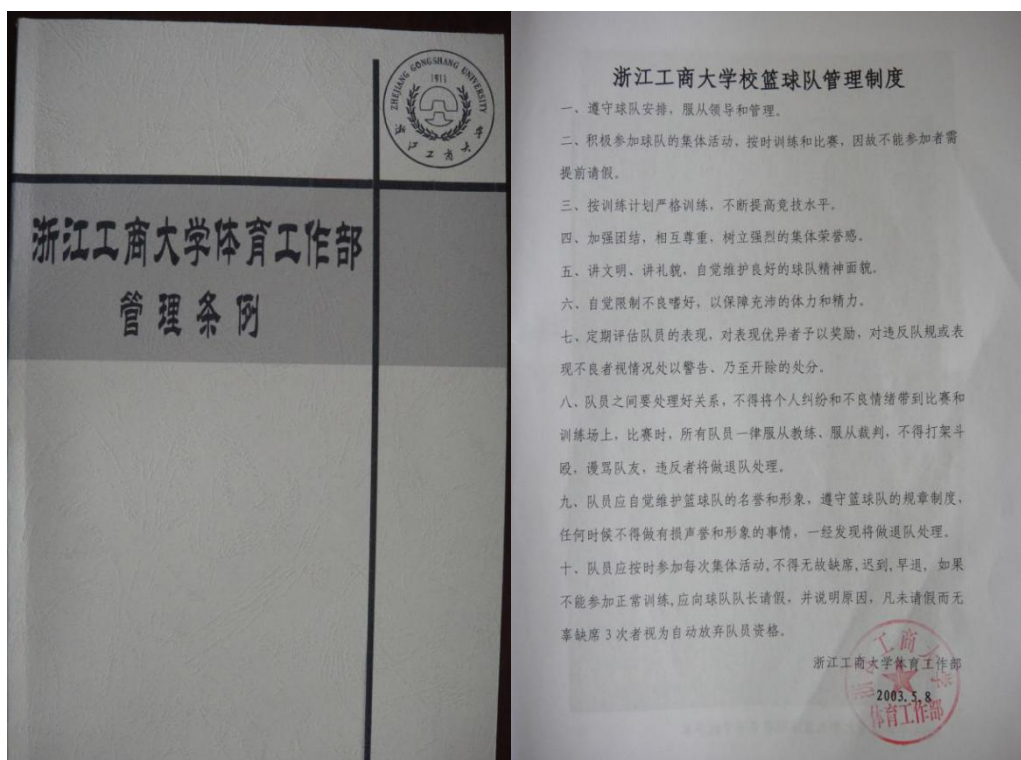 ZHEJIANG GONGSHANG UNIVERSITY
1911
浙江工商大学
浙江工商大学体育工作部
管理条例
浙江工商大学校篮球队管理制度
一、遵守球队安排，服从领导和管理。
二、积极参加球队的集体活动，按时训练和比赛，因故不能参加者需
提前请假。
三、按训练计划严格训练，不断提高竞技水平。
四、加强团结，相互尊重，树立强烈的集体荣誉感。
五、讲文明、讲礼貌，自觉维护良好的球队精神面貌。
六、自觉限制不良嗜好，以保障充沛的体力和精力。
七、定期评估队员的表现，对表现优异者予以奖励，对违反队规或表
现不良者视情况处以警告、乃至开除的处分。
八、队员之间要处理好关系，不得将个人纠纷和不良情绪带到比赛和
训练场上，比赛时，所有队员一律服从教练、服从裁判，不得打架斗
殴，谩骂队友，违反者将做退队处理。
九、队员应自觉维护篮球队的名誉和形象，遵守篮球队的规章制度，
任何时候不得做有损声誉和形象的事情，一经发现将做退队处理。
十、队员应按时参加每次集体活动,不得无故缺席,迟到,早退，如果
不能参加正常训练,应向球队队长请假，并说明原因，凡未请假而无
辜缺席 3 次者视为自动放弃队员资格。
浙江工商大学体育工作部
2003.5.8
浙江工商大学
体育工作部